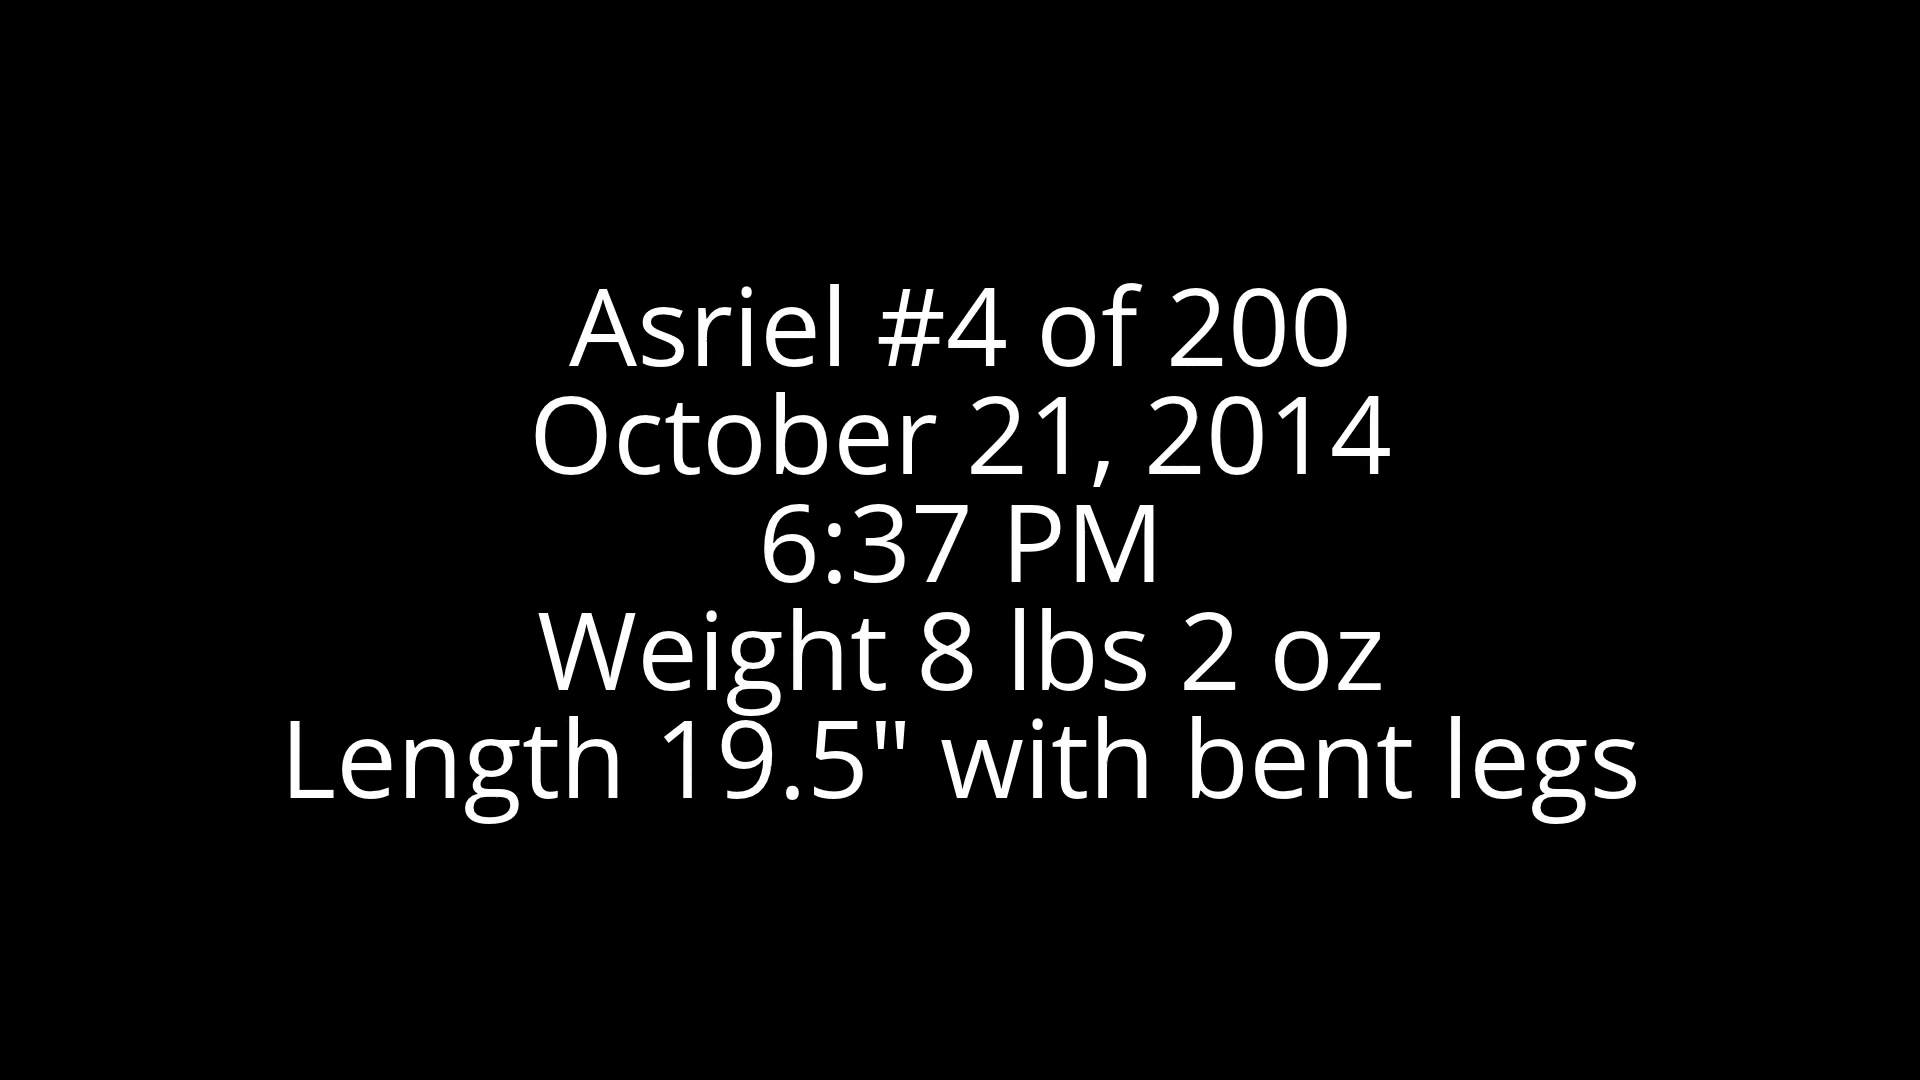 Asriel #4 of 200
October 21, 2014
6:37 PM
Weight 8 lbs 2 oz
Length 19.5" with bent legs